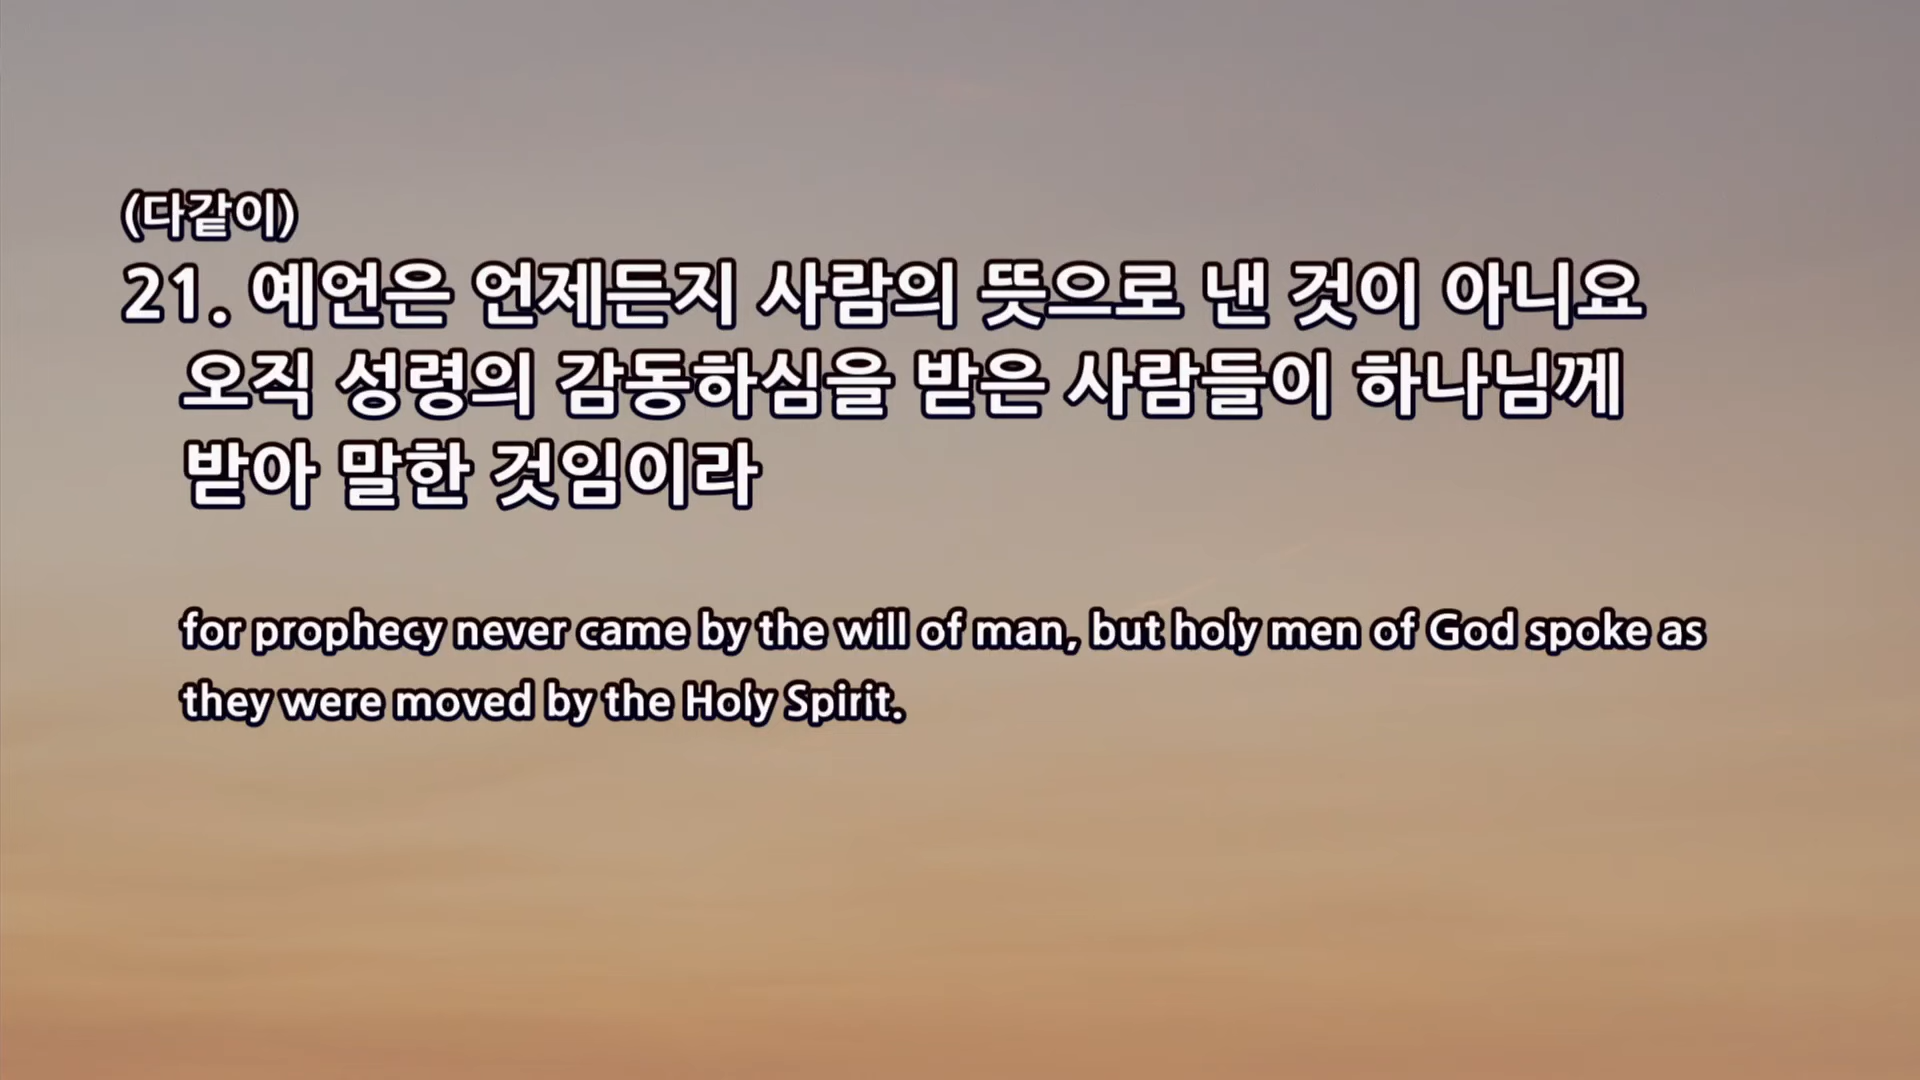 (다같이)
21. 예언은 언제든지 사람의 뜻으로 낸 것이 아니요
오직 성령의 감동하심을 받은 사람들이 하나님께
받아 말한 것임이라
for prophecy never came by the will of man, but holy men of God spoke as
they were moved by the Holy Spirit.